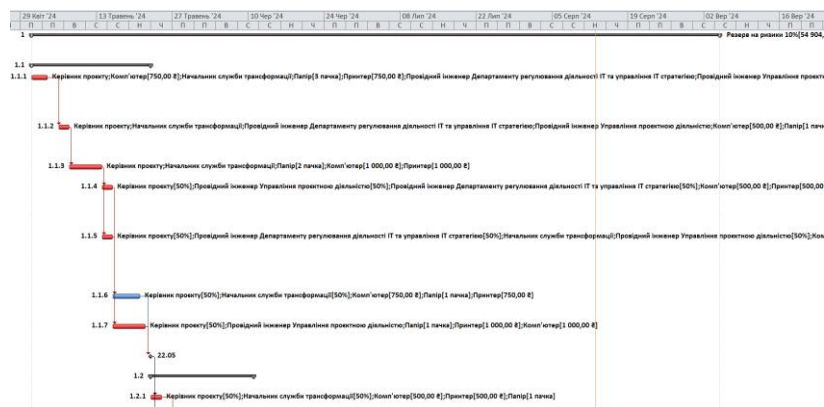 29 Квіт '24 13 Травень '24 27 Травень '24 10 Чер '24 24 Чер '24 08 Лип '24 22 Лип '24 05 Серп '24 19 Серп '24 02 Вер '24 16 Вер '24
П П В С С Н Ч П П П В С С Н Ч П П В С С Н Ч П П В С С Н Ч П П
1 Резерв на ризики 10%[54 904,
1.1
1.1.1 Керівник проекту;Комп'ютер[750,00 ₴];Начальник служби трансформації;Папір[3 пачка];Принтер[750,00 ₴];Провідний інженер Департаменту регулювання діяльності ІТ та управління ІТ стратегією;Провідний інженер Управління проектн
1.1.2 Керівник проекту;Начальник служби трансформації;Провідний інженер Департаменту регулювання діяльності ІТ та управління ІТ стратегією;Провідний інженер Управління проектною діяльністю;Комп'ютер[500,00 ₴];Папір[1 пачк
1.1.3 Керівник проекту;Начальник служби трансформації;Папір[2 пачка];Комп'ютер[1 000,00 ₴];Принтер[1 000,00 ₴]
1.1.4 Керівник проекту[50%];Провідний інженер Управління проектною діяльністю[50%];Провідний інженер Департаменту регулювання діяльності ІТ та управління ІТ стратегією[50%];Комп'ютер[500,00 ₴];Принтер[500,00
1.1.5 Керівник проекту[50%];Провідний інженер Департаменту регулювання діяльності ІТ та управління ІТ стратегією[50%];Начальник служби трансформації;Провідний інженер Управління проектною діяльністю[50%];Ком
1.1.6 Керівник проекту[50%];Начальник служби трансформації[50%];Комп'ютер[750,00 ₴];Папір[1 пачка];Принтер[750,00 ₴]
1.1.7 Керівник проекту[50%];Провідний інженер Управління проектною діяльністю;Папір[1 пачка];Принтер[1 000,00 ₴];Комп'ютер[1 000,00 ₴]
22.05
1.2
1.2.1 Керівник проекту[50%];Начальник служби трансформації[50%];Комп'ютер[500,00 ₴];Принтер[500,00 ₴];Папір[1 пачка]